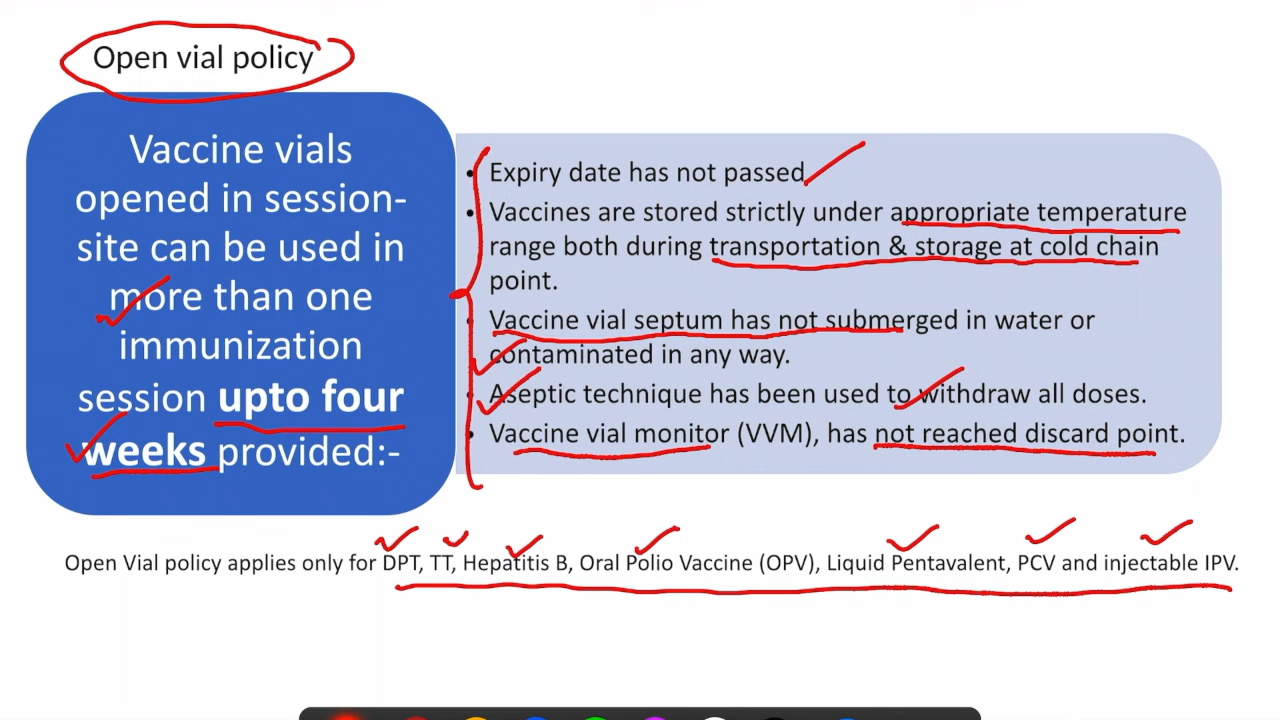 Open vial policy
Vaccine vials
opened in session-
site can be used in
more than one
immunization
session upto four
weeks provided:-
• Expiry date has not passed
• Vaccines are stored strictly under appropriate temperature
range both during transportation & storage at cold chain
point.
• Vaccine vial septum has not submerged in water or
contaminated in any way.
• Aseptic technique has been used to withdraw all doses.
• Vaccine vial monitor (VVM), has not reached discard point.
Open Vial policy applies only for DPT, TT, Hepatitis B, Oral Polio Vaccine (OPV), Liquid Pentavalent, PCV and injectable IPV.